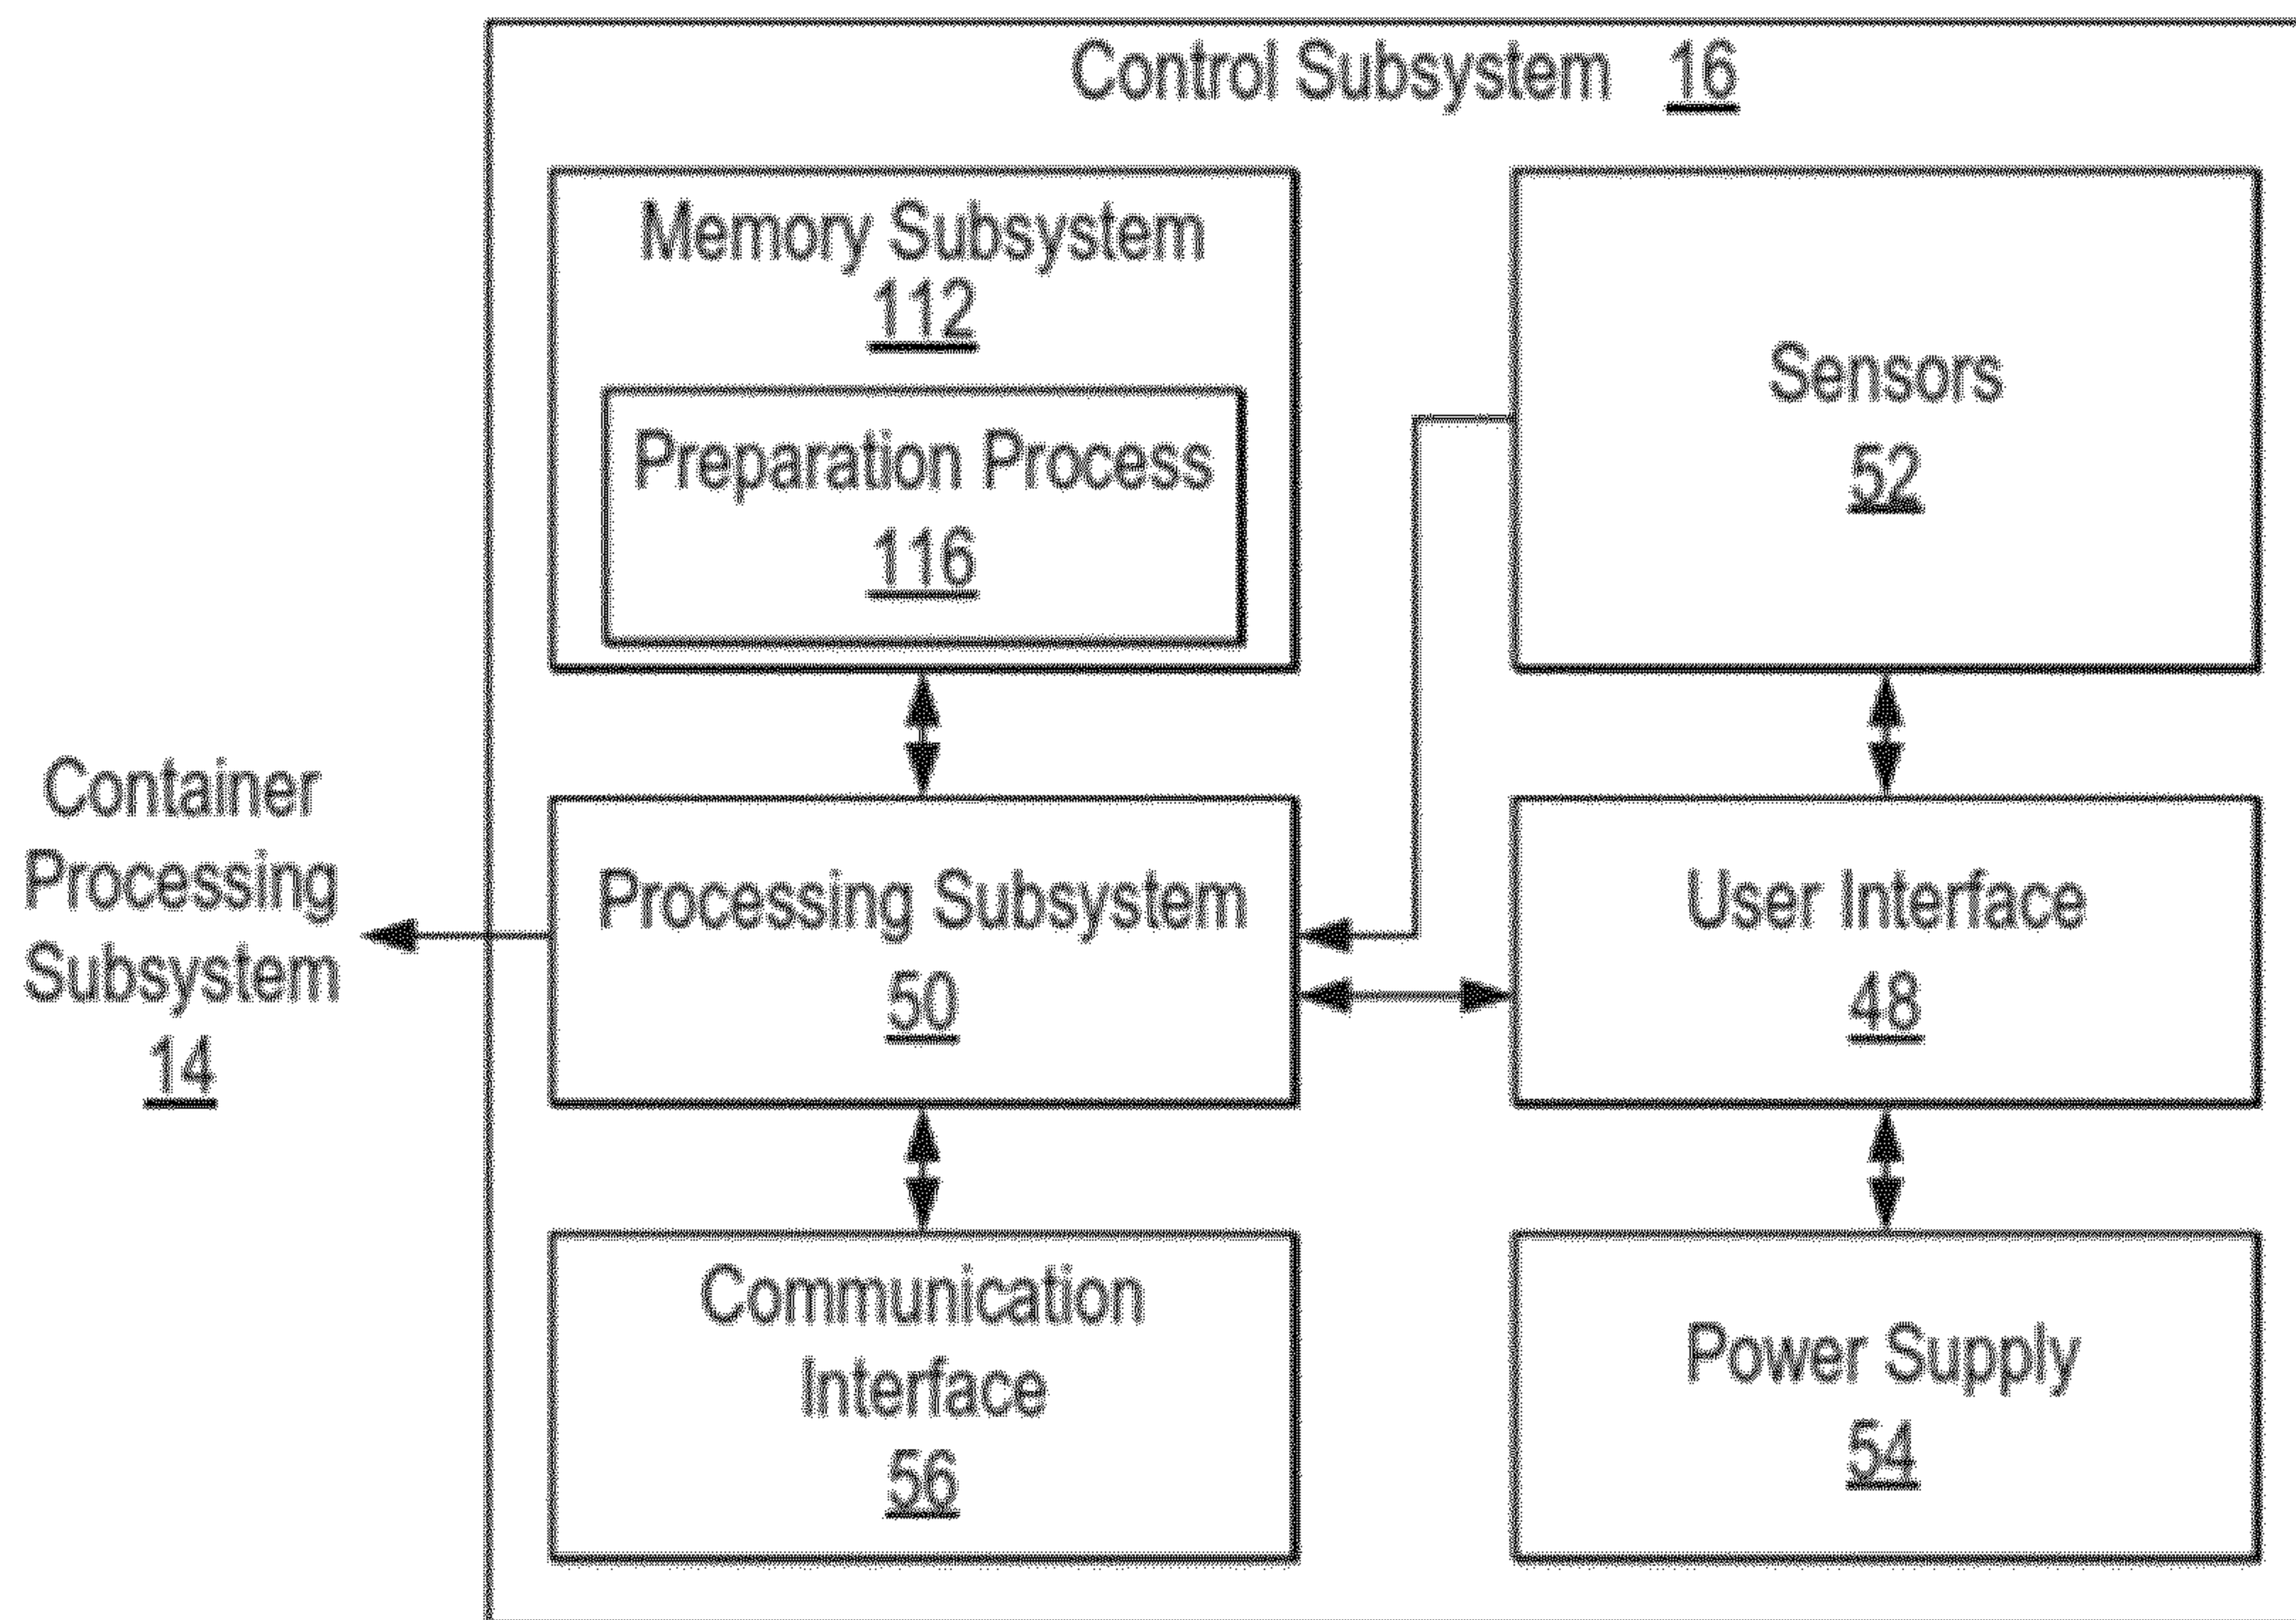 Control Subsystem 16
Memory Subsystem
112
Preparation Process
116
Sensors
52
Container
Processing
Subsystem
14
Processing Subsystem
50
User Interface
48
Communication
Interface
56
Power Supply
54